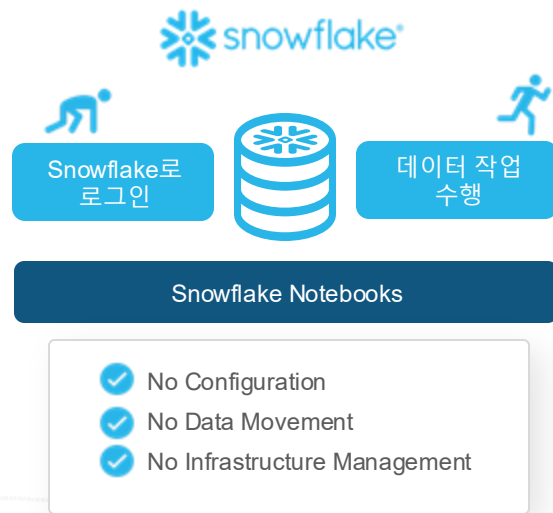 snowflake®
Snowflake로
로그인
데이터 작업
수행
Snowflake Notebooks
No Configuration
No Data Movement
No Infrastructure Management